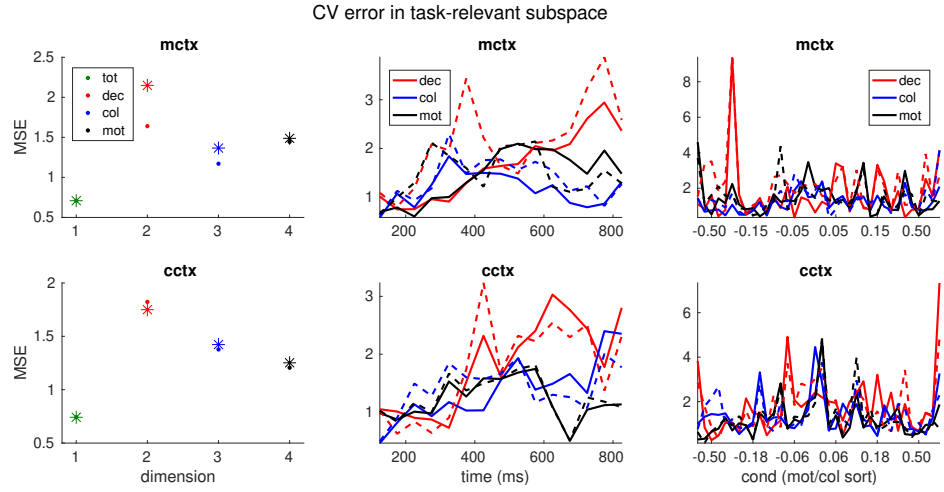 CV error in task-relevant subspace
mctx
mctx
mctx
MSE
2.5
2
1.5
1
0.5
tot
dec
col
mot
1
2
3
4
3
2
1
dec
col
mot
200
400
600
800
8
6
4
2
dec
col
mot
-0.50
-0.15
-0.05
0.06
0.15
0.50
cctx
cctx
cctx
MSE
2
1.5
1
0.5
1
2
3
4
dimension
3
2
1
200
400
600
800
time (ms)
6
4
2
-0.50
-0.18
-0.06
0.06
0.18
0.50
cond (mot/col sort)